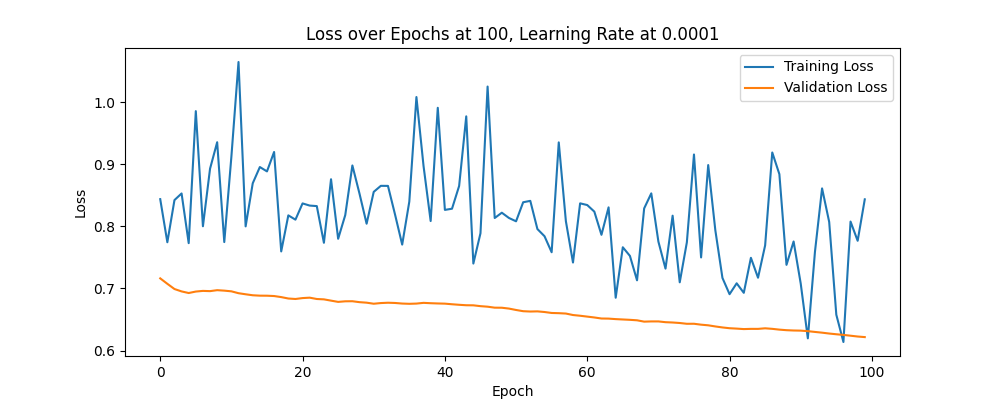 Loss over Epochs at 100, Learning Rate at 0.0001
Training Loss
Validation Loss
Loss
1.0
0.9
0.8
0.7
0.6
0
20
40
60
80
100
Epoch